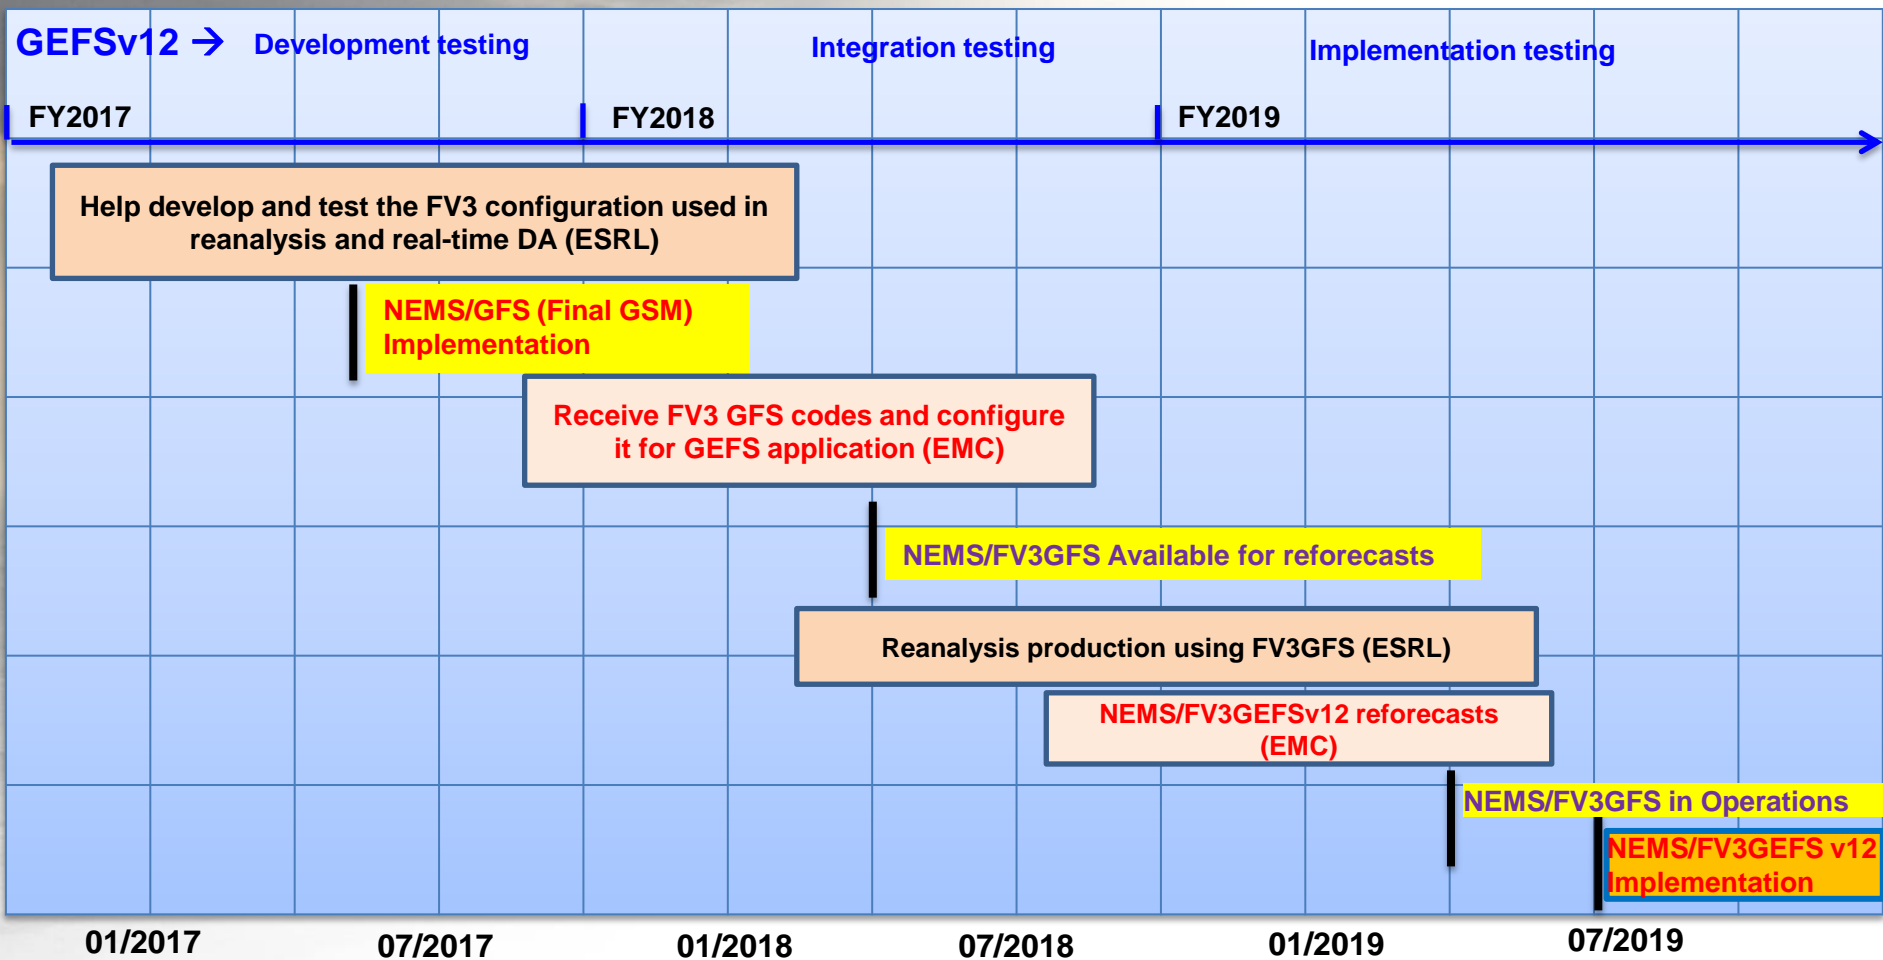 GEFSv12 → Development testing Integration testing Implementation testing
FY2017 FY2018 FY2019
Help develop and test the FV3 configuration used in
reanalysis and real-time DA (ESRL)
NEMS/GFS (Final GSM)
Implementation
Receive FV3 GFS codes and configure
it for GEFS application (EMC)
NEMS/FV3GFS Available for reforecasts
Reanalysis production using FV3GFS (ESRL)
NEMS/FV3GEFSv12 reforecasts
(EMC)
NEMS/FV3GFS in Operations
NEMS/FV3GEFS v12
Implementation
01/2017 07/2017 01/2018 07/2018 01/2019 07/2019